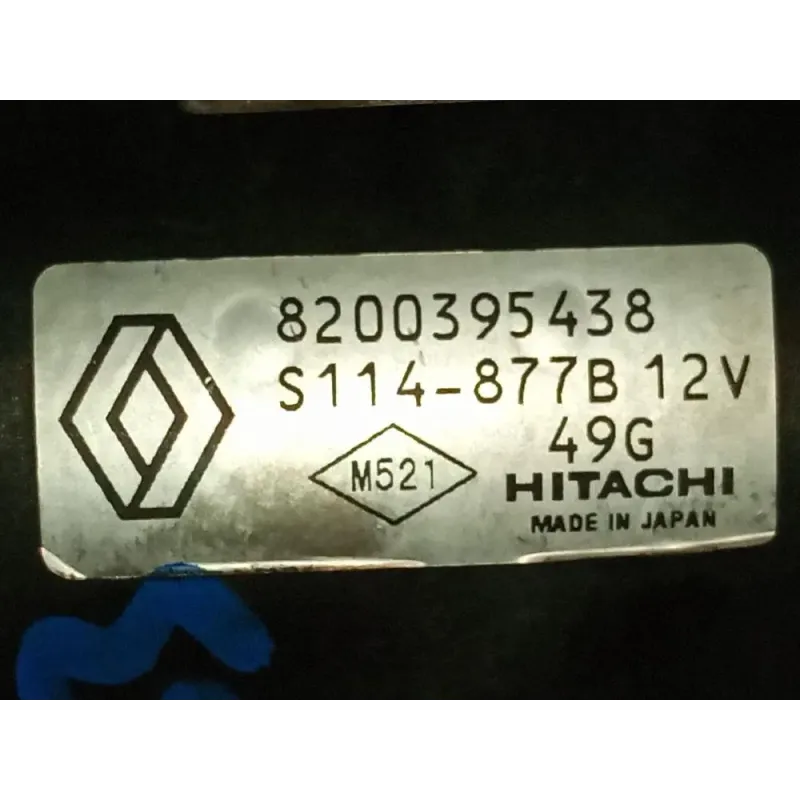 8200395438
S114-877B 12V
49G
M521
HITACHI
MADE IN JAPAN